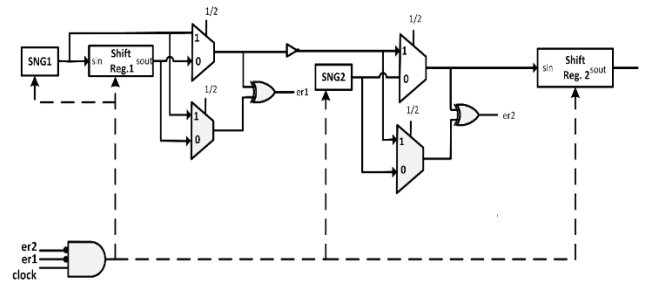 1/2
1/2
SNG1
sin
Shift
Reg.1
sout
1
0
1
0
SNG2
1
0
Shift
Reg. 2
sin
sout
1/2
er1
1/2
er2
1
0
er2
er1
clock